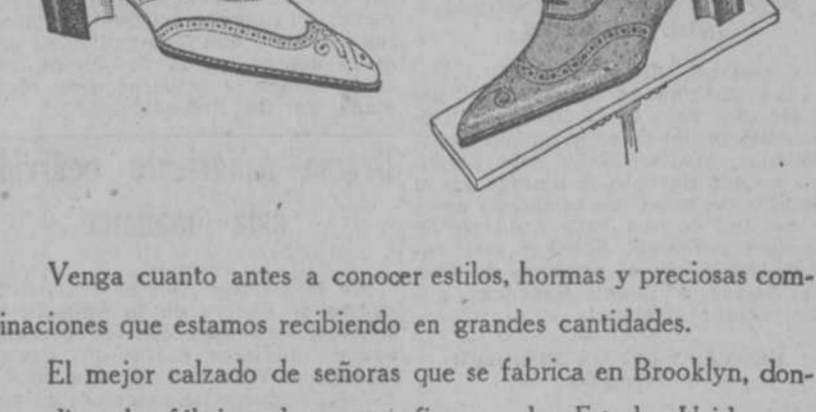 Venga cuanto antes a conocer estilos, hormas y preciosas com-
inaciones que estamos recibiendo en grandes cantidades.
El mejor calzado de señoras que se fabrica en Brooklyn, don-